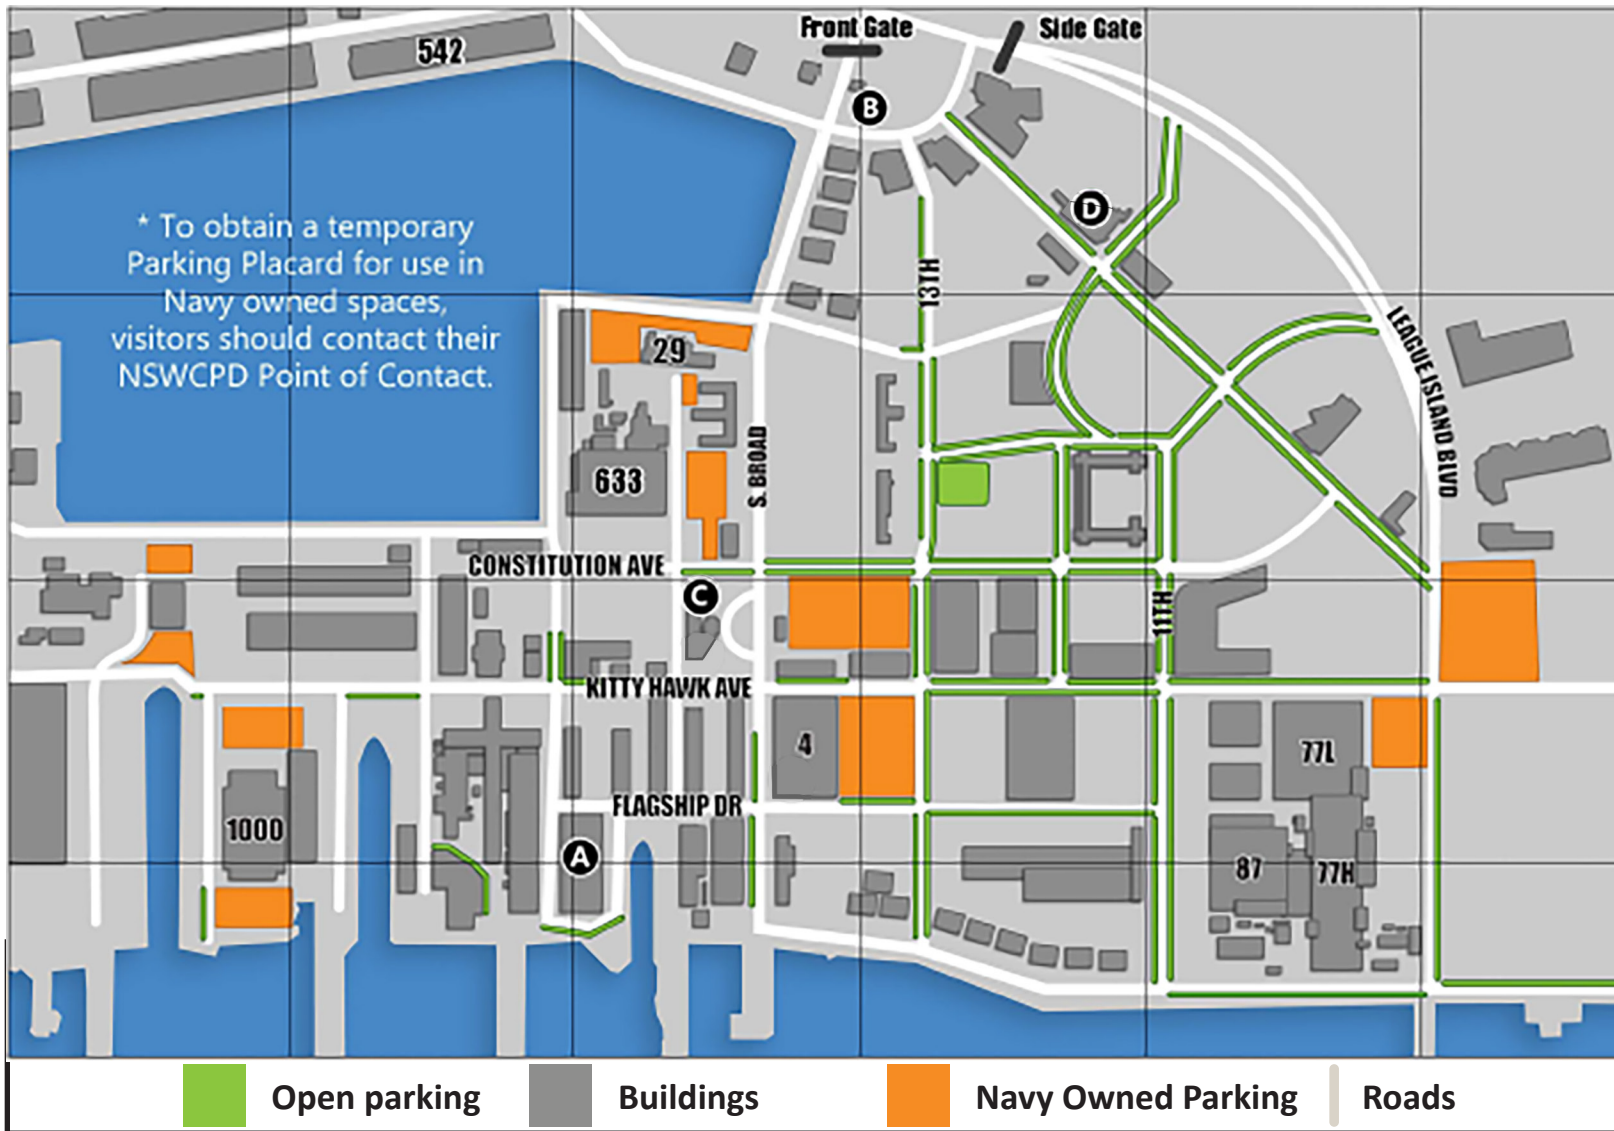 Front Gate
Side Gate
542
B
* To obtain a temporary
Parking Placard for use in
Navy owned spaces,
visitors should contact their
NSWCPD Point of Contact.
D
13TH
29
LEAGUE ISLAND BLVD
S. BROAD
633
CONSTITUTION AVE
C
11TH
KITTY HAWK AVE
4
77L
FLAGSHIP DR
1000
A
87
77H
Open parking
Buildings
Navy Owned Parking
Roads